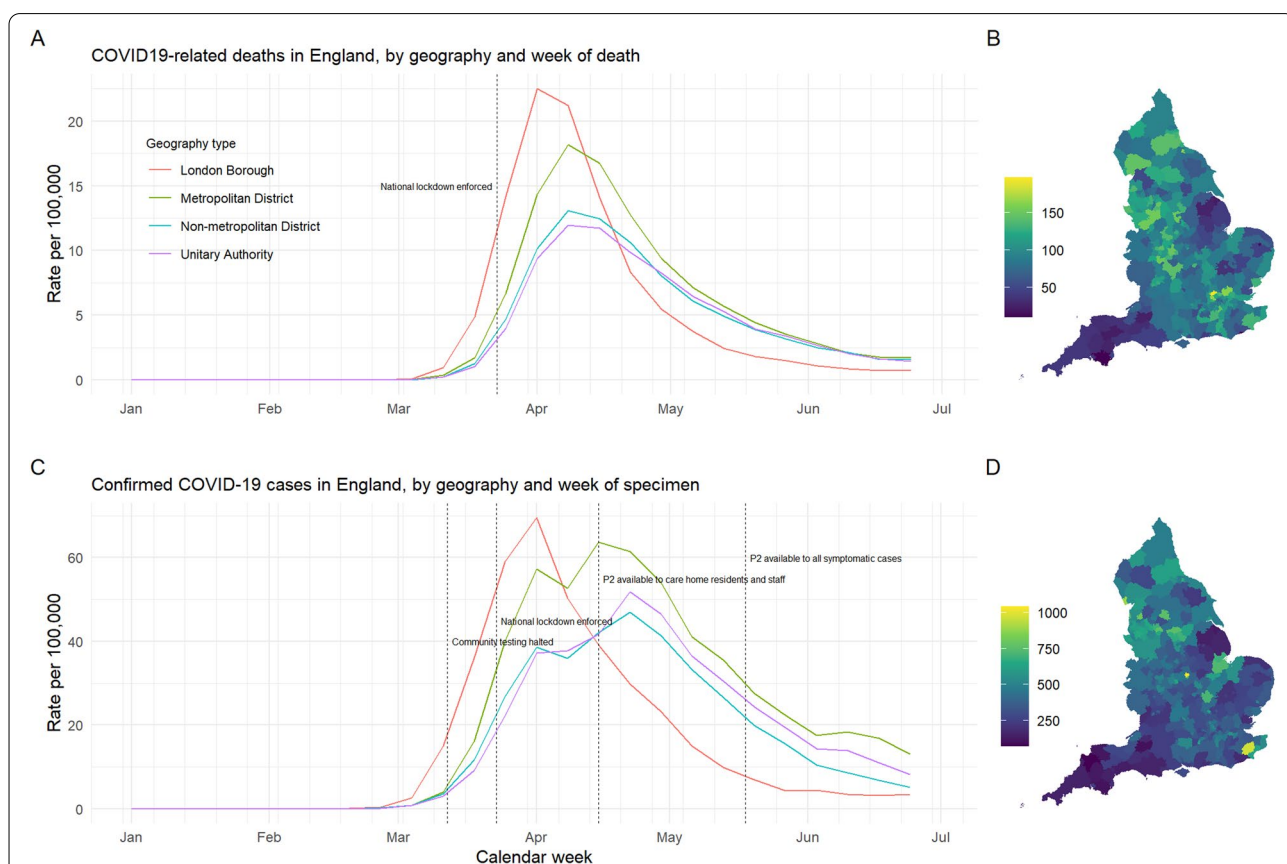 A
COVID19-related deaths in England, by geography and week of death
Rate per 100,000
20
15
10
5
0
Geography type
London Borough
Metropolitan District
Non-metropolitan District
Unitary Authority
National lockdown enforced
Jan Feb Mar Apr May Jun Jul
B
150
100
50
C
Confirmed COVID-19 cases in England, by geography and week of specimen
Rate per 100,000
60
40
20
0
P2 available to all symptomatic cases
P2 available to care home residents and staff
National lockdown enforced
Community testing halted
Jan Feb Mar Apr May Jun Jul
Calendar week
D
1000
750
500
250